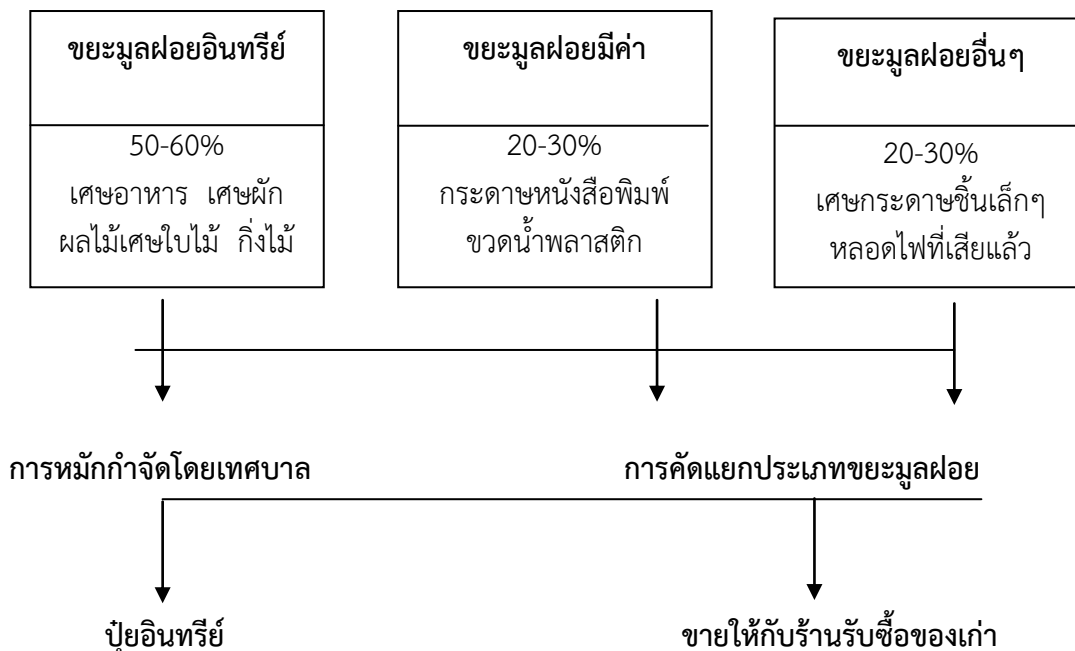 ขยะมูลฝอยอินทรีย์
50-60%
เศษอาหาร เศษผัก
ผลไม้เศษใบไม้ กิ่งไม้
ขยะมูลฝอยมีค่า
20-30%
กระดาษหนังสือพิมพ์
ขวดน้ำพลาสติก
ขยะมูลฝอยอื่นๆ
20-30%
เศษกระดาษชิ้นเล็กๆ
หลอดไฟที่เสียแล้ว
การหมักกำจัดโดยเทศบาล
การคัดแยกประเภทขยะมูลฝอย
ปุ๋ยอินทรีย์
ขายให้กับร้านรับซื้อของเก่า